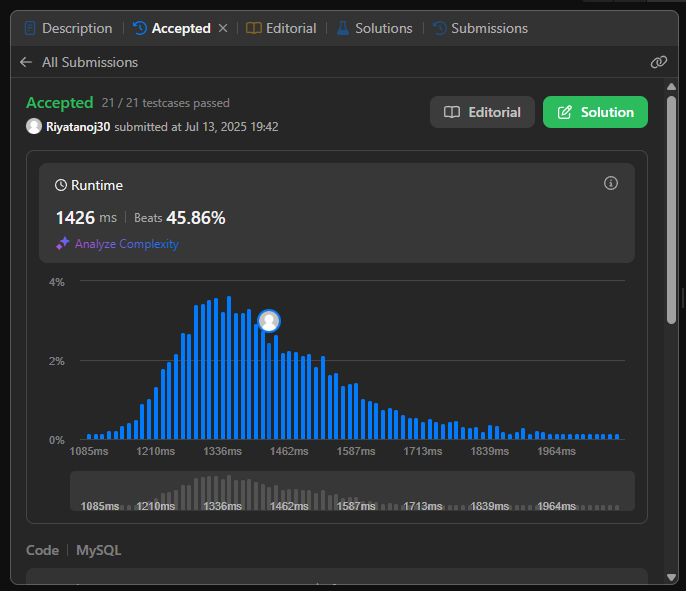 Description | Accepted × | Editorial | Solutions | Submissions
← All Submissions
Accepted 21 / 21 testcases passed
Riyatanoj30 submitted at Jul 13, 2025 19:42
Editorial
Solution
Runtime
1426 ms | Beats 45.86%
Analyze Complexity
4%
2%
0%
1085ms 1210ms 1336ms 1462ms 1587ms 1713ms 1839ms 1964ms
1085ms 1210ms 1336ms 1462ms 1587ms 1713ms 1839ms 1964ms
Code | MySQL